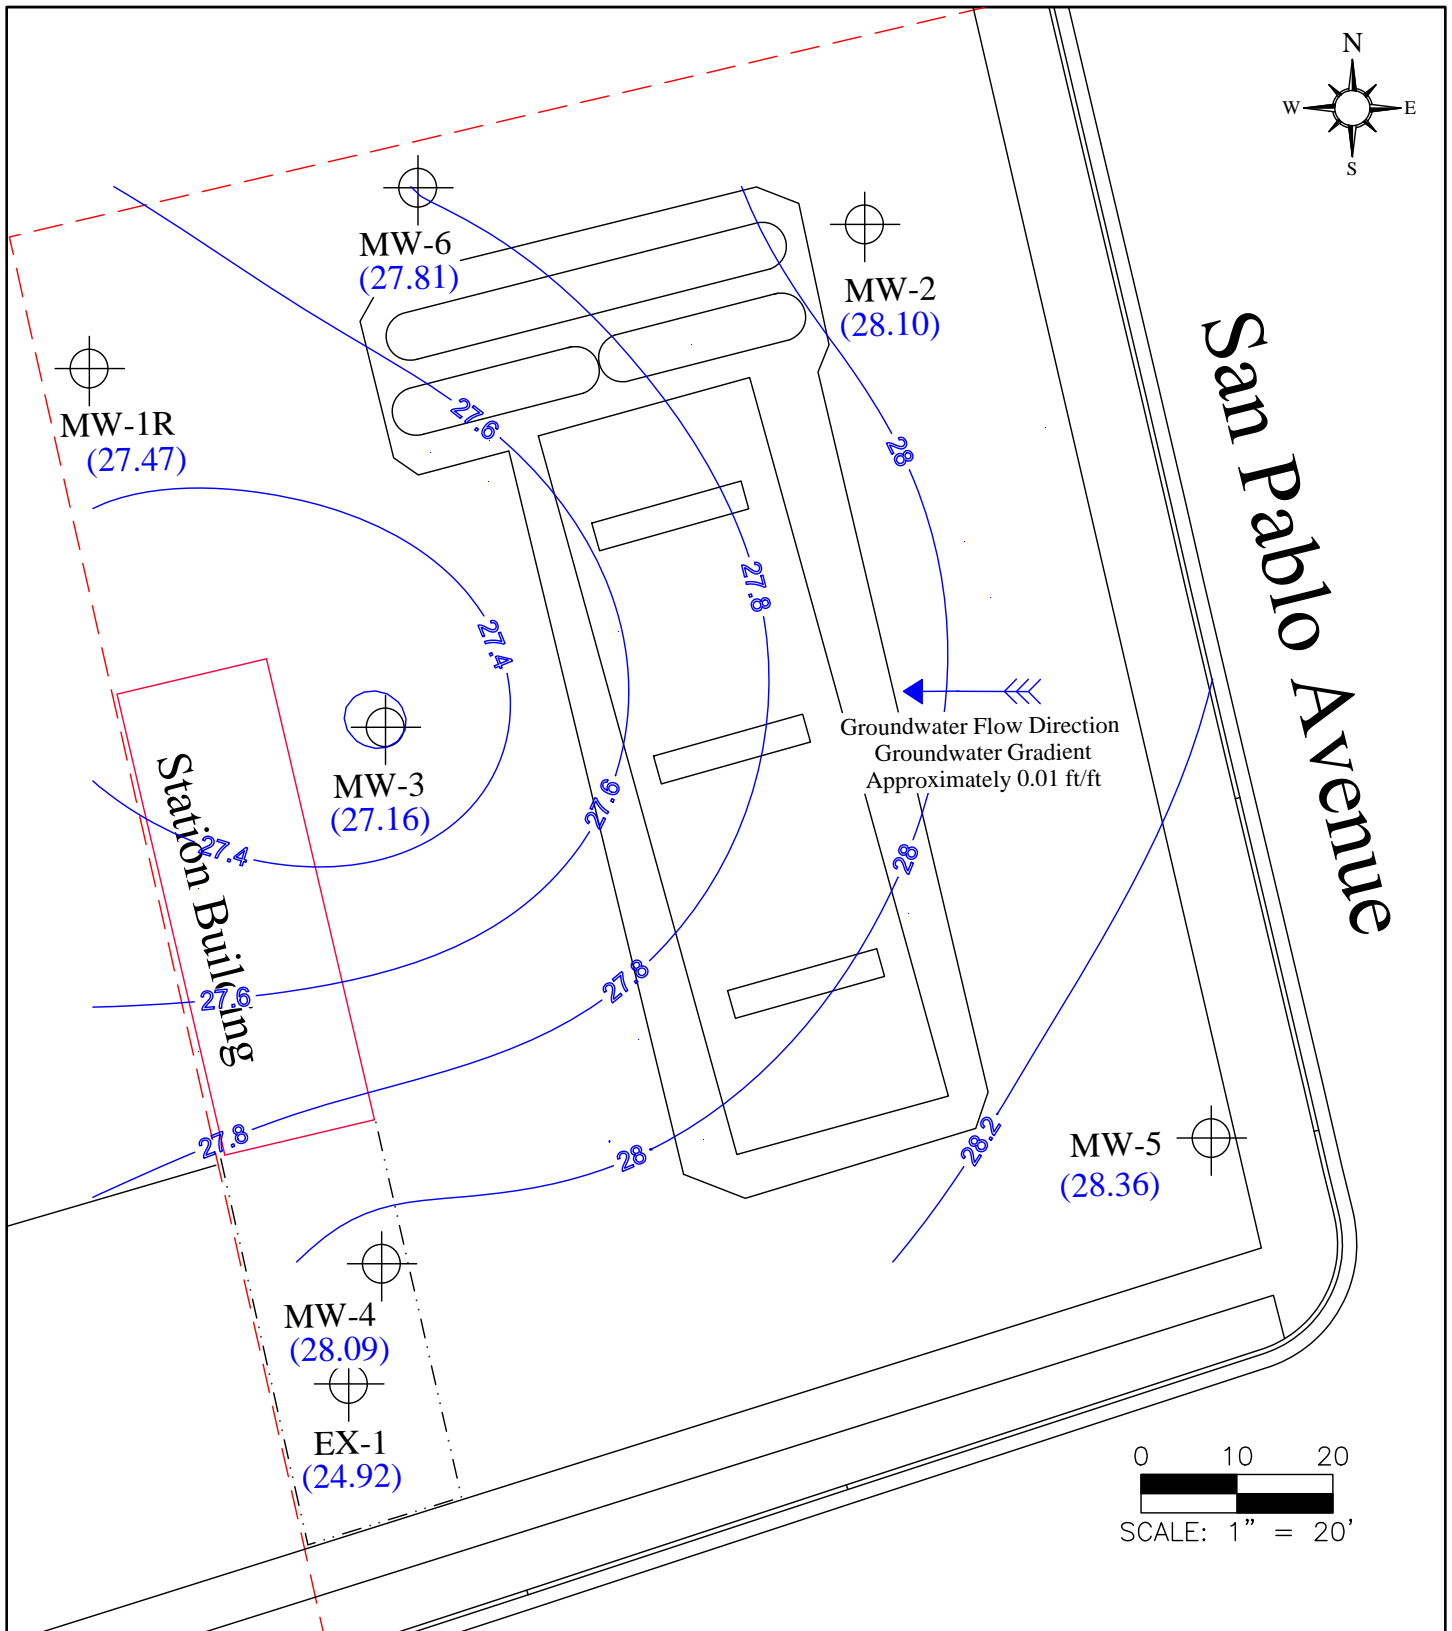 N
W
E
S
MW-6
(27.81)
MW-2
(28.10)
MW-1R
(27.47)
27.6
28
San Pablo Avenue
27.8
27.4
Groundwater Flow Direction
Groundwater Gradient
Approximately 0.01 ft/ft
MW-3
(27.16)
27.6
27.4
28
Station Building
27.8
27.6
27.8
28
28.2
MW-5
(28.36)
MW-4
(28.09)
EX-1
(24.92)
0 10 20
SCALE: 1" = 20'